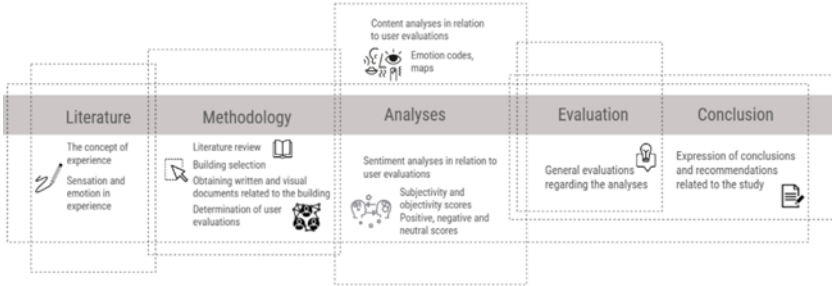 Content analyses in relation
to user evaluations
Emotion codes,
maps
Literature
Methodology
Analyses
Evaluation
Conclusion
The concept of
experience
Sensation and
emotion in
experience
Literature review
Building selection
Obtaining written and visual
documents related to the building
Determination of user
evaluations
Sentiment analyses in relation to
user evaluations
Subjectivity and
objectivity scores
Positive, negative and
neutral scores
General evaluations
regarding the analyses
Expression of conclusions
and recommendations
related to the study